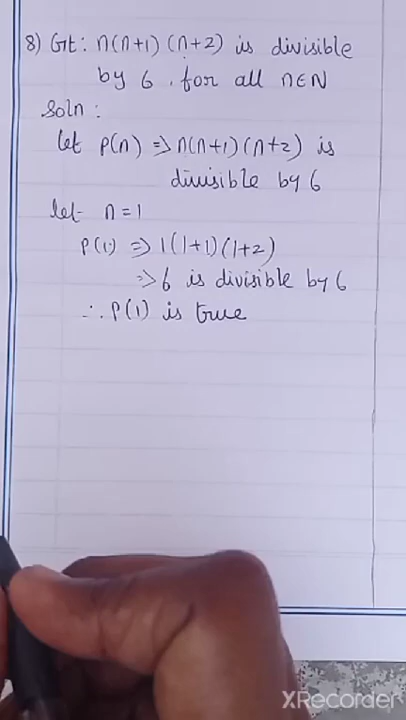 8) Gt: n(n+1)(n+2) is divisible
by 6. for all n∈N
Soln:
let p(n) => n(n+1)(n+2) is
divisible by 6
let n=1
p(1) => 1(1+1)(1+2)
=> 6 is divisible by 6
∴ p(1) is true
XRecorder